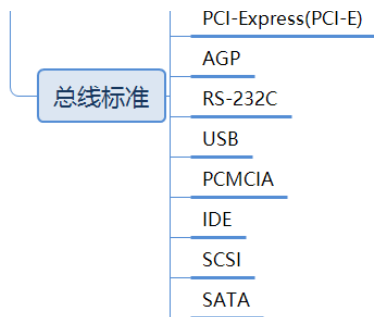 PCI-Express(PCI-E)
AGP
总线标准
RS-232C
USB
PCMCIA
IDE
SCSI
SATA